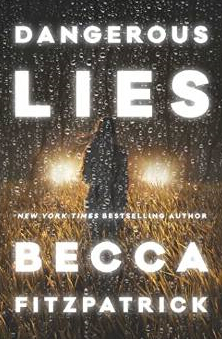 DANGEROUS
LIES
NEW YORK TIMES BESTSELLING AUTHOR
BECCA
FITZPATRICK